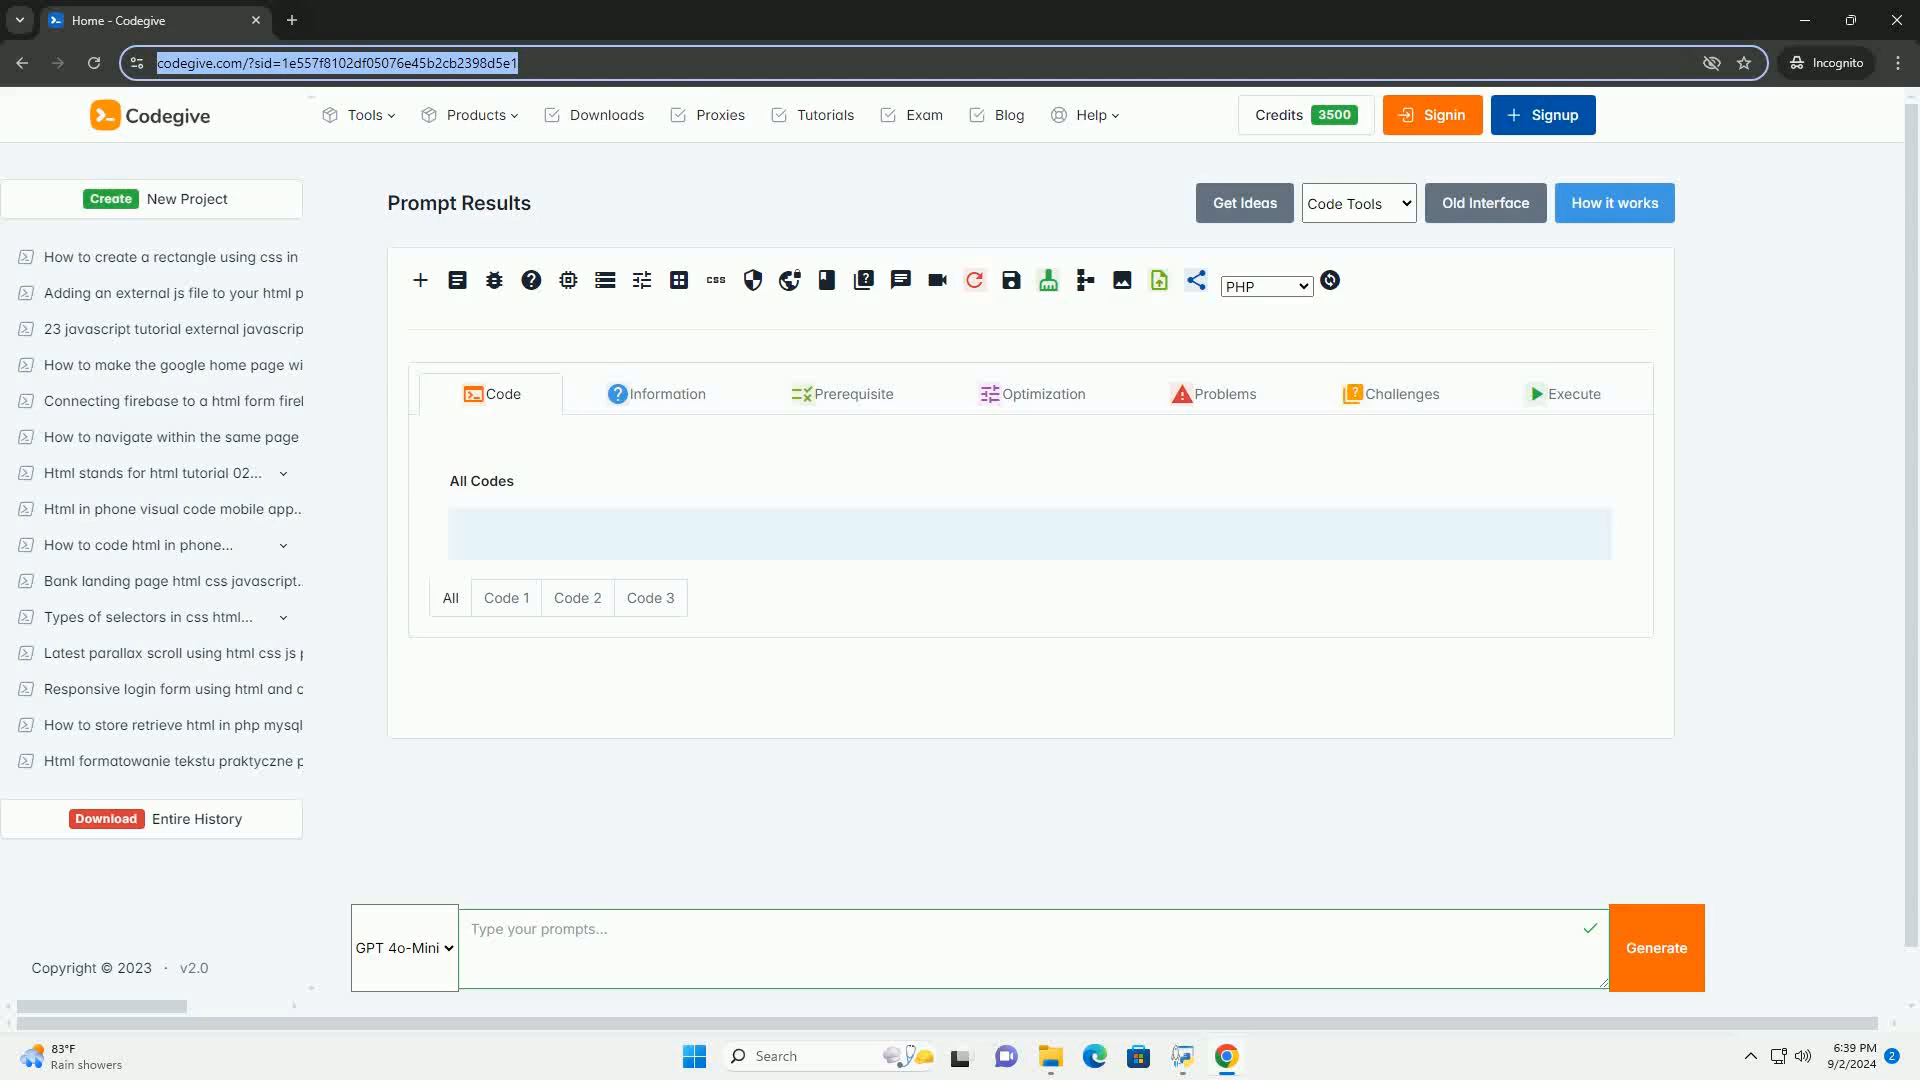 Home - Codegive
codegive.com/?sid=1e557f8102df05076e45b2cb2398d5e1
Incognito
Codegive
Tools
Products
Downloads
Proxies
Tutorials
Exam
Blog
Help
Credits 3500
Signin
Signup
Create New Project
How to create a rectangle using css in
Adding an external js file to your html p
23 javascript tutorial external javascrip
How to make the google home page wi
Connecting firebase to a html form firel
How to navigate within the same page
Html stands for html tutorial 02...
Html in phone visual code mobile app..
How to code html in phone...
Bank landing page html css javascript.
Types of selectors in css html...
Latest parallax scroll using html css js p
Responsive login form using html and c
How to store retrieve html in php mysql
Html formatowanie tekstu praktyczne p
Download Entire History
Copyright © 2023 · v2.0
Prompt Results
Get Ideas
Code Tools
Old Interface
How it works
css
PHP
Code
Information
Prerequisite
Optimization
Problems
Challenges
Execute
All Codes
All
Code 1
Code 2
Code 3
GPT 4o-Mini
Type your prompts...
Generate
83°F
Rain showers
Search
6:39 PM
9/2/2024
2